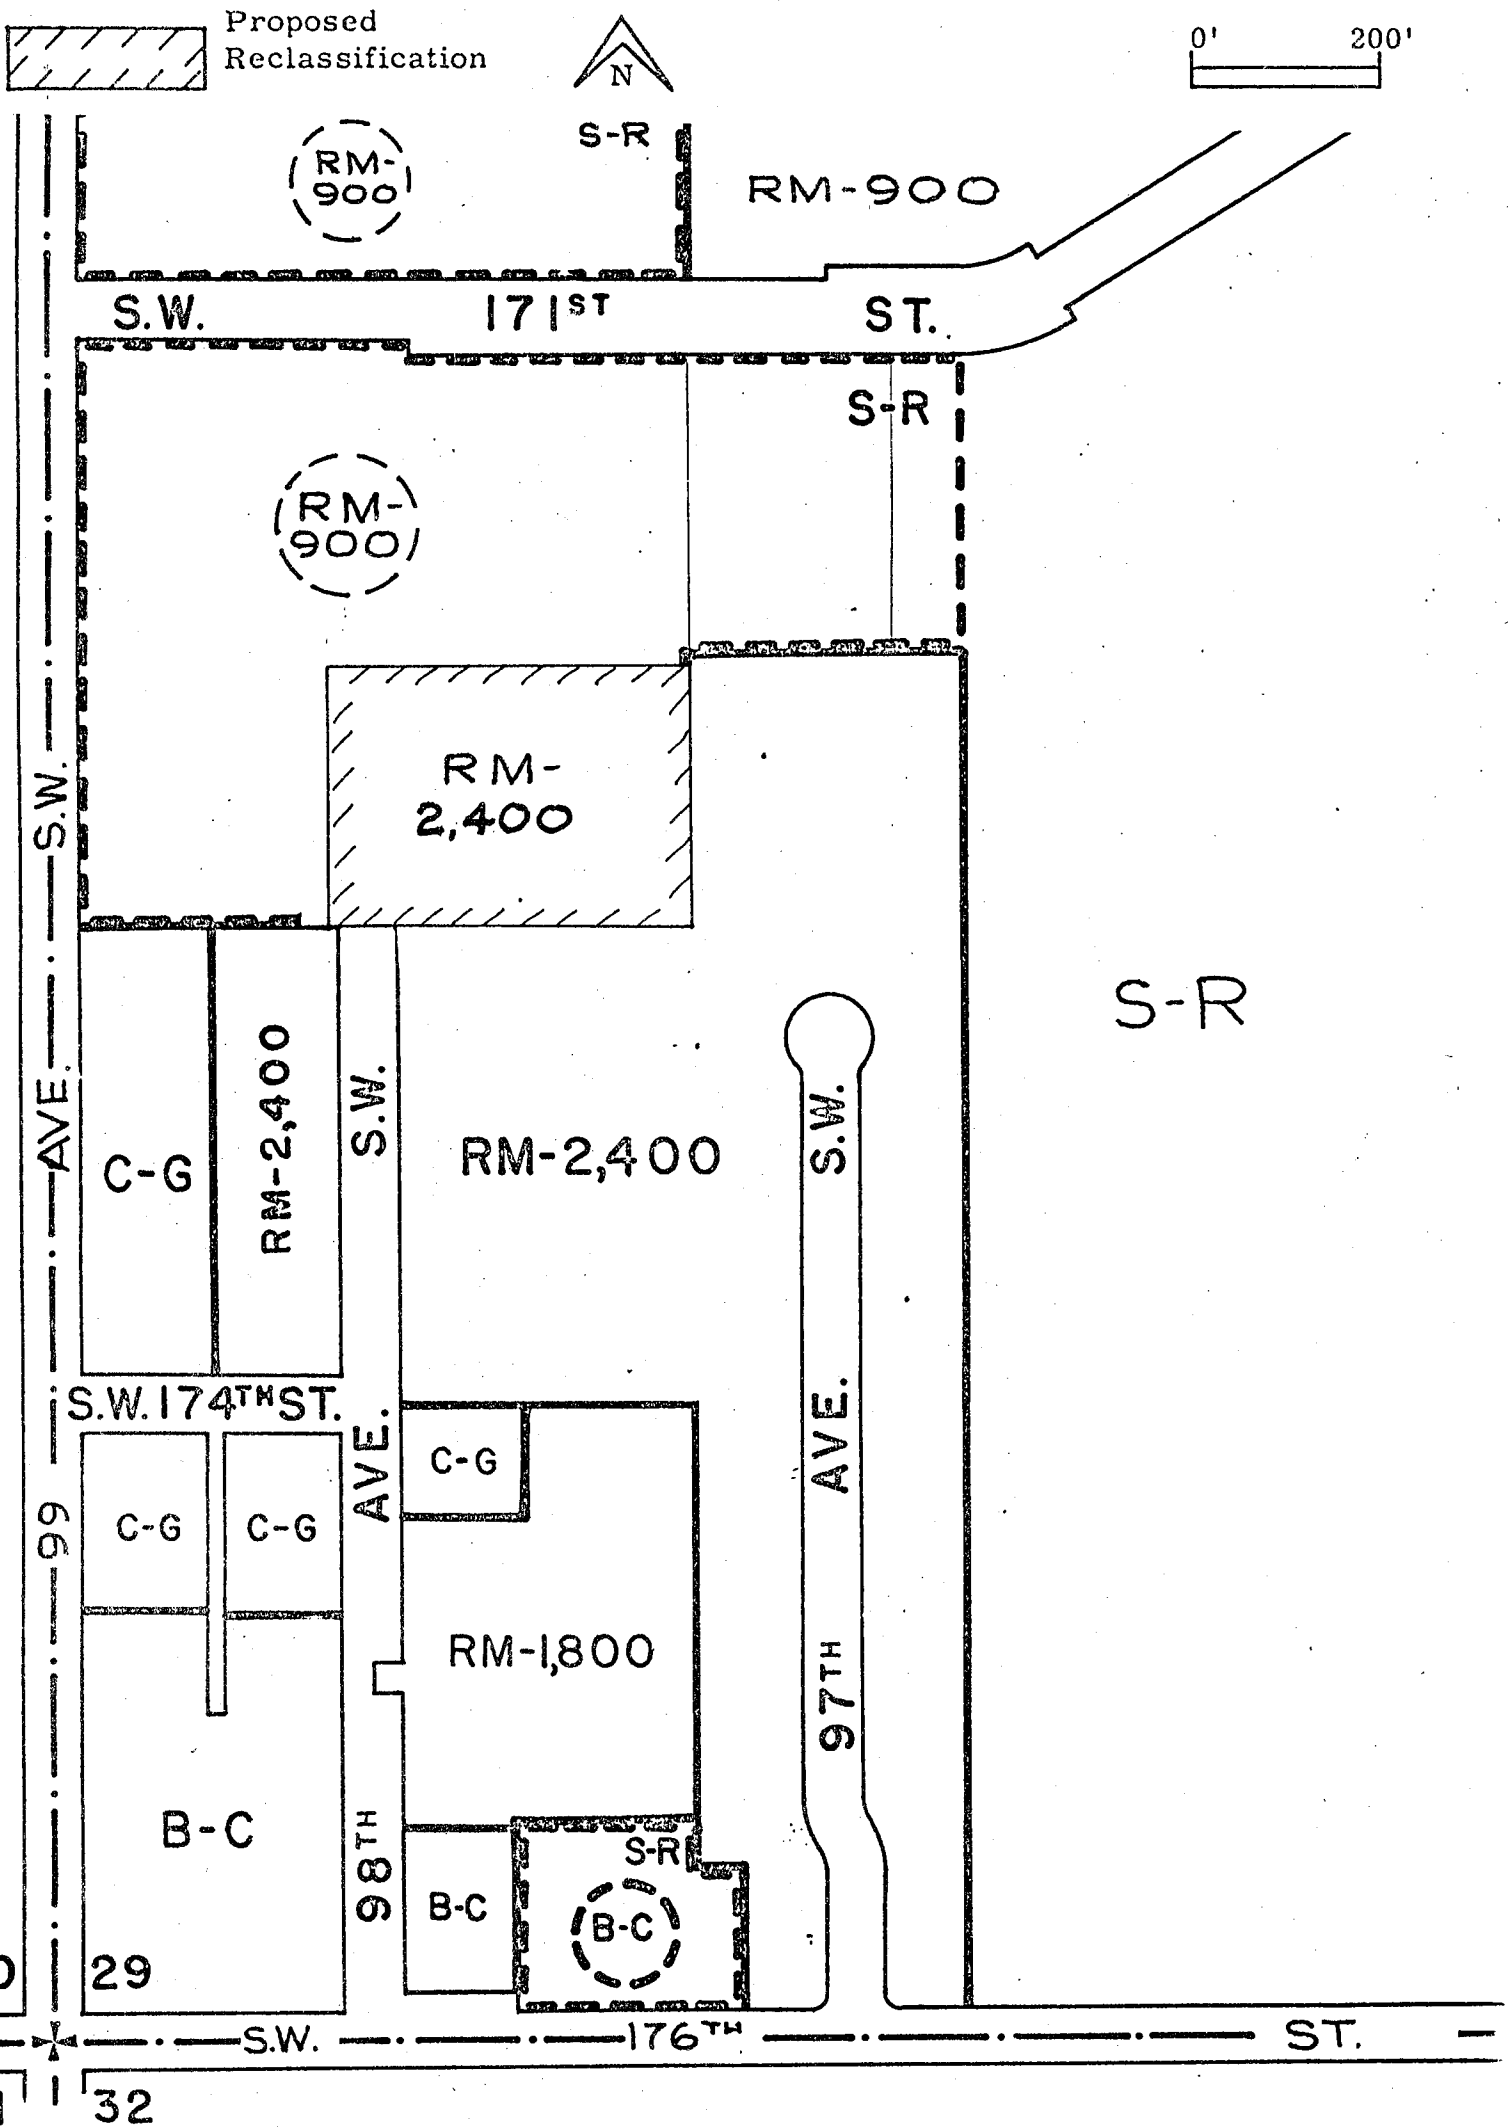 Proposed
Reclassification
N
0' 200'
RM-
900
S-R
RM-900
S.W. 171ST ST.
S-R
RM-
900
RM-
2,400
S.W.
AVE.
99
C-G
RM-2,400
S.W.
AVE.
98TH
RM-2,400
S.W.
AVE.
97TH
S-R
S.W. 174TH ST.
C-G
C-G
C-G
RM-1,800
B-C
B-C
S-R
B-C
29
S.W. 176TH ST.
32